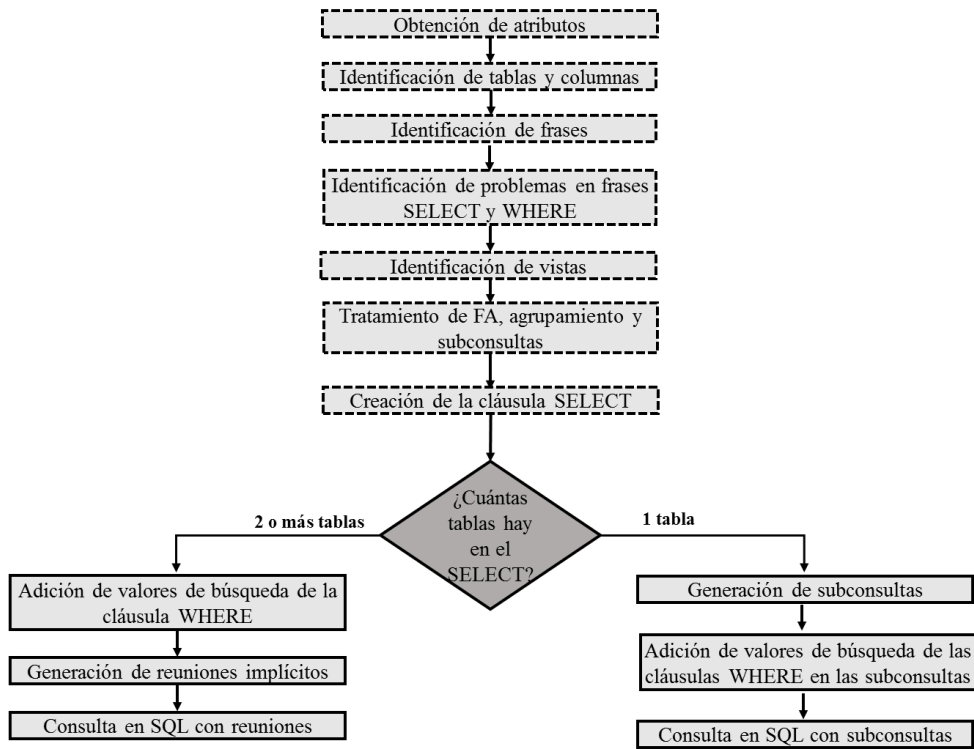 Obtención de atributos
Identificación de tablas y columnas
Identificación de frases
Identificación de problemas en frases
SELECT y WHERE
Identificación de vistas
Tratamiento de FA, agrupamiento y
subconsultas
Creación de la cláusula SELECT
¿Cuántas
tablas hay
en el
SELECT?
2 o más tablas
1 tabla
Adición de valores de búsqueda de la
cláusula WHERE
Generación de reuniones implícitos
Consulta en SQL con reuniones
Generación de subconsultas
Adición de valores de búsqueda de las
cláusulas WHERE en las subconsultas
Consulta en SQL con subconsultas